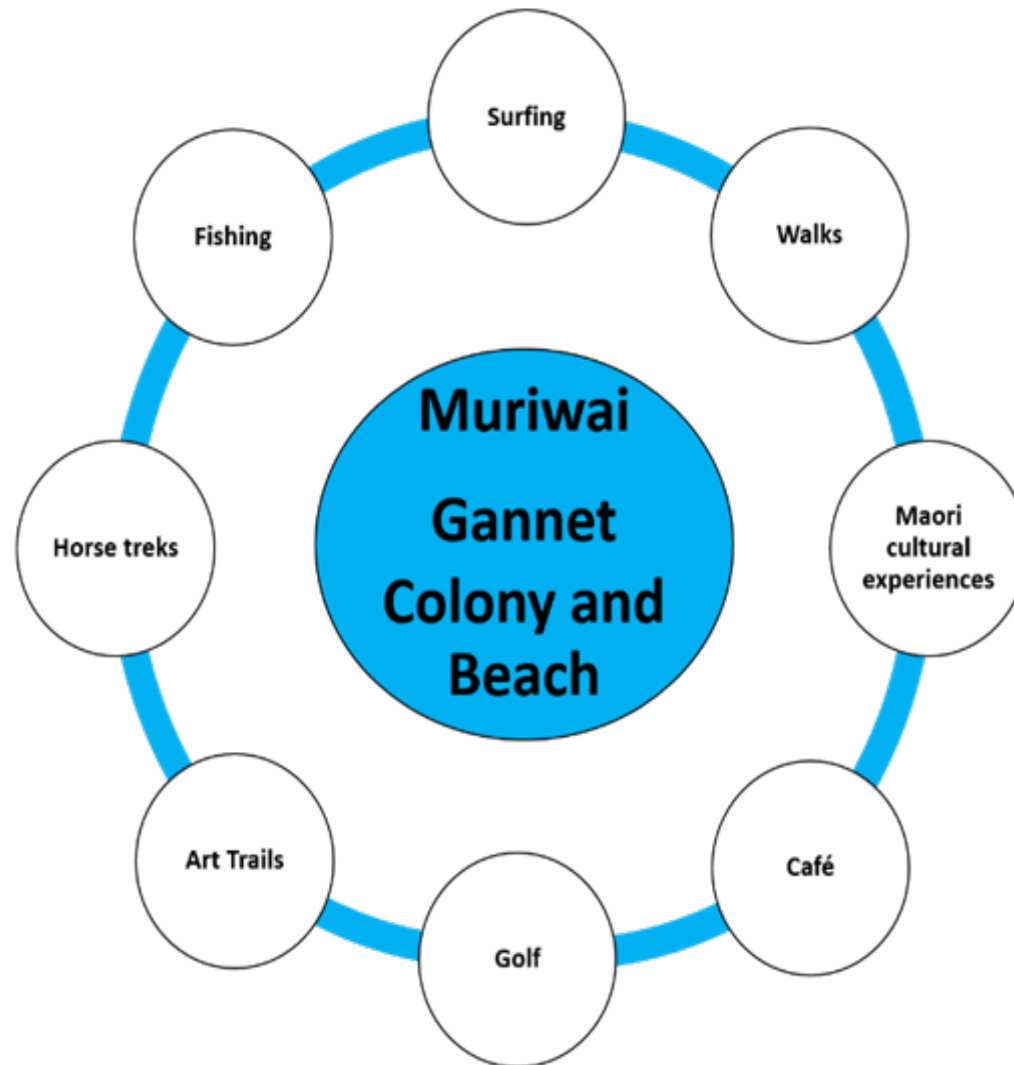 Surfing
Fishing
Walks
Muriwai
Gannet
Colony and
Beach
Horse treks
Maori
cultural
experiences
Art Trails
Café
Golf